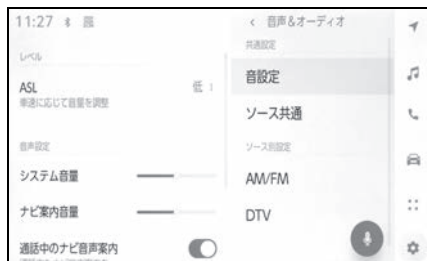 11:27
レベル
ASL
低
車速に応じて音量を調整
音声設定
システム音量
ナビ案内音量
通話中のナビ音声案内
音声&オーディオ
共通設定
音設定
ソース共通
ソース別設定
AM/FM
DTV